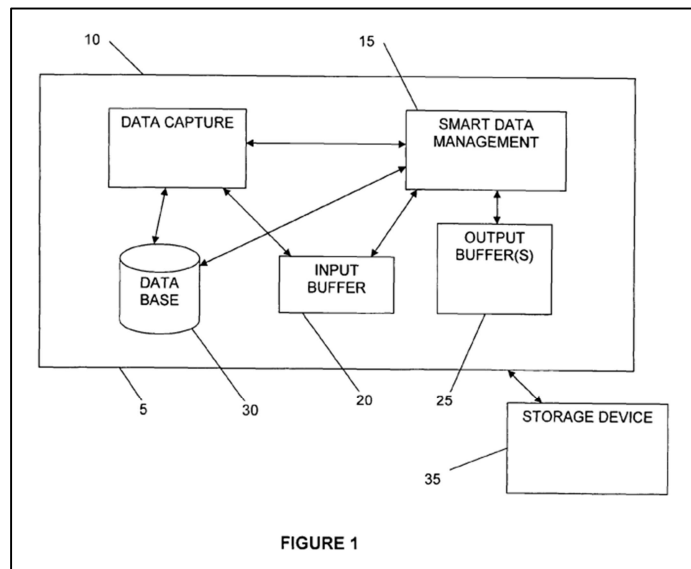 10
15
DATA CAPTURE
SMART DATA
MANAGEMENT
DATA
BASE
INPUT
BUFFER
OUTPUT
BUFFER(S)
5
30
20
25
STORAGE DEVICE
35
FIGURE 1